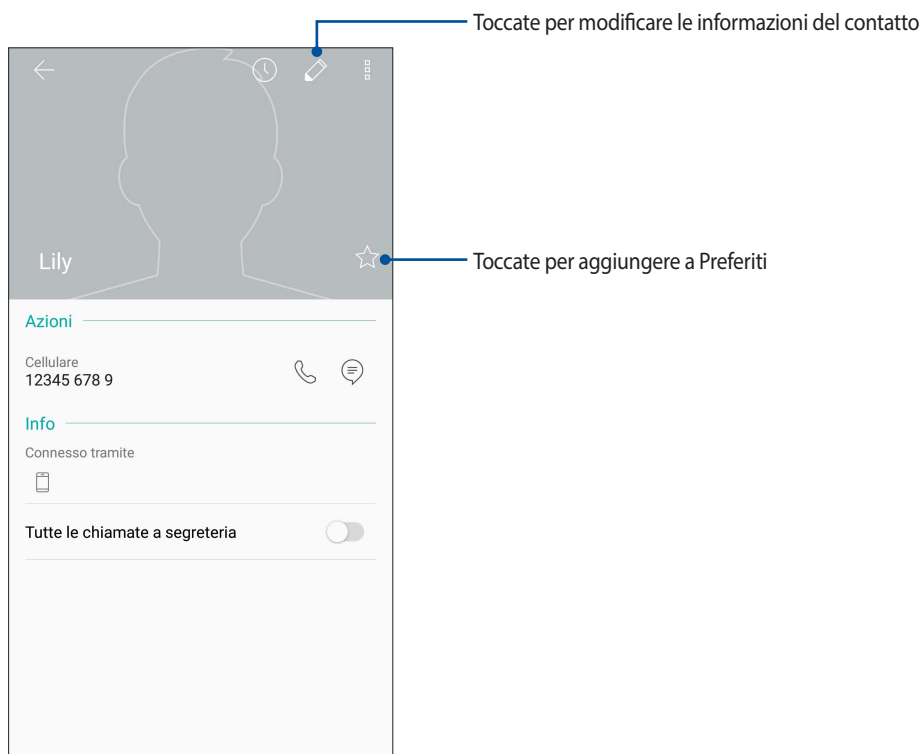 Toccate per modificare le informazioni del contatto
Lily
Toccate per aggiungere a Preferiti
Azioni
Cellulare
12345 678 9
Info
Connesso tramite
Tutte le chiamate a segreteria